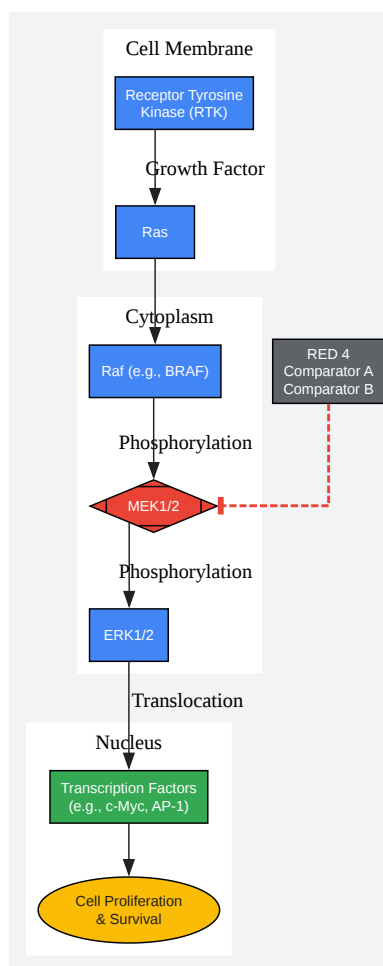 Cell Membrane
Receptor Tyrosine
Kinase (RTK)
Growth Factor
Ras
Cytoplasm
Raf (e.g., BRAF)
RED 4
Comparator A
Comparator B
Phosphorylation
MEK1/2
Phosphorylation
ERK1/2
Translocation
Nucleus
Transcription Factors
(e.g., c-Myc, AP-1)
Cell Proliferation
& Survival